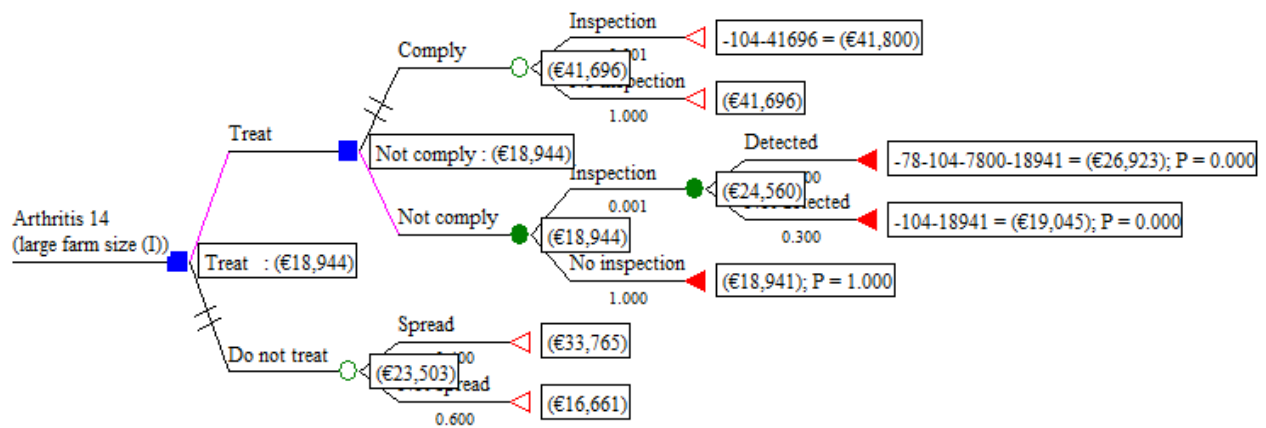 Inspection
-104-41696 = (€41,800)
Comply
(€41,696)
(€41,696)
1.000
Treat
Detected
Not comply : (€18,944)
-78-104-7800-18941 = (€26,923); P = 0.000
Inspection
(€24,560)
0.001
Arthritis 14
Not comply
-104-18941 = (€19,045); P = 0.000
(large farm size (I))
(€18,944)
0.300
Treat : (€18,944)
No inspection
(€18,941); P = 1.000
1.000
Spread
(€33,765)
Do not treat
(€23,503)
(€16,661)
0.600